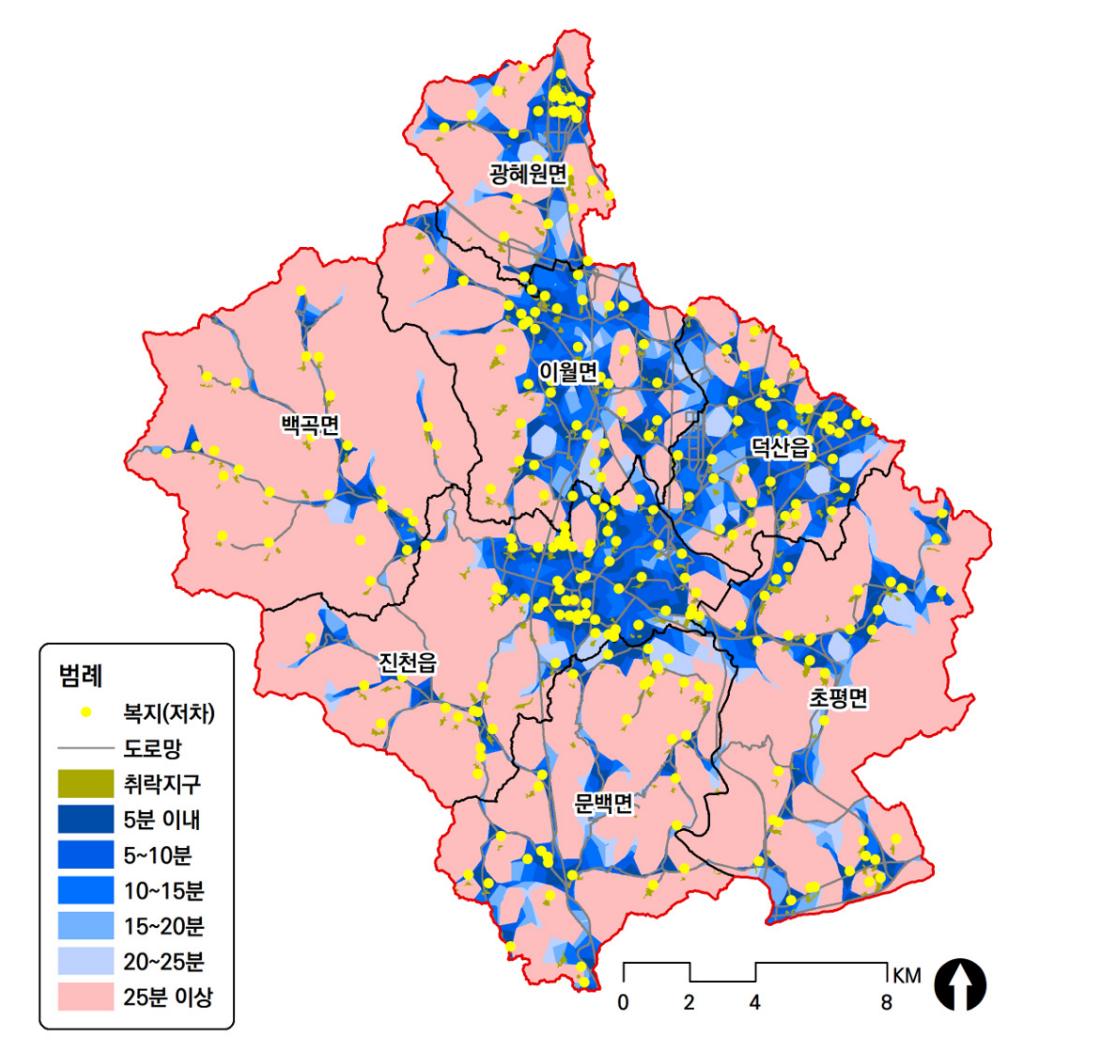 광혜원면
이월면
백곡면
덕산읍
진천읍
초평면
문백면
범례
복지(저차)
도로망
취락지구
5분 이내
5~10분
10~15분
15~20분
20~25분
25분 이상
KM
0 2 4 8